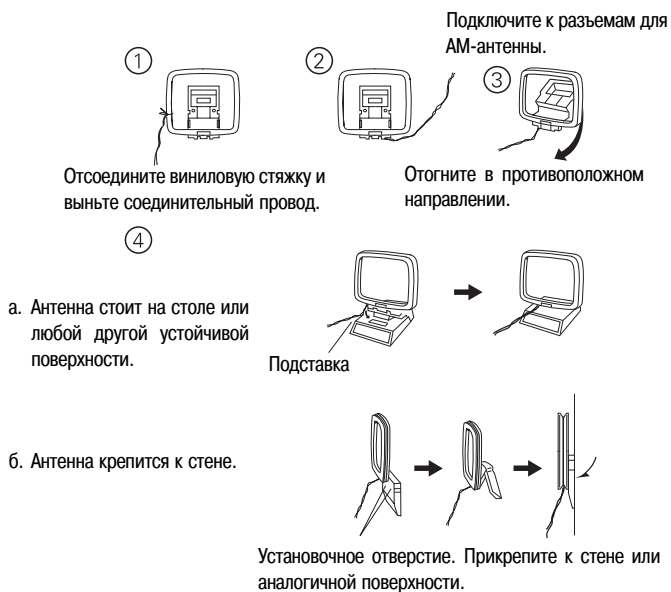 Подключите к разъемам для
АМ-антенны.
1
2
3
Отсоедините виниловую стяжку и
выньте соединительный провод.
Отогните в противоположном
направлении.
4
а. Антенна стоит на столе или
любой другой устойчивой
поверхности.
Подставка
б. Антенна крепится к стене.
Установочное отверстие. Прикрепите к стене или
аналогичной поверхности.